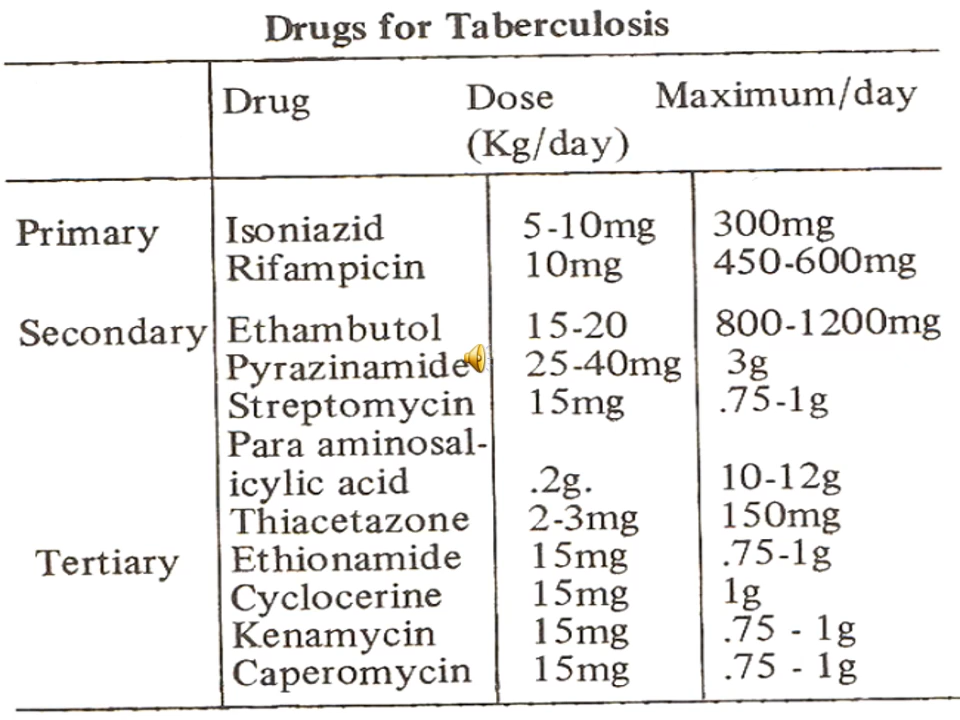 Drugs for Taberculosis
Drug Dose Maximum/day
(Kg/day)
Primary Isoniazid 5-10mg 300mg
Rifampicin 10mg 450-600mg
Secondary Ethambutol 15-20 800-1200mg
Pyrazinamide 25-40mg 3g
Streptomycin 15mg .75-1g
Para aminosal-
icylic acid .2g. 10-12g
Thiacetazone 2-3mg 150mg
Tertiary Ethionamide 15mg .75-1g
Cyclocerine 15mg 1g
Kenamycin 15mg .75 - 1g
Caperomycin 15mg .75 - 1g